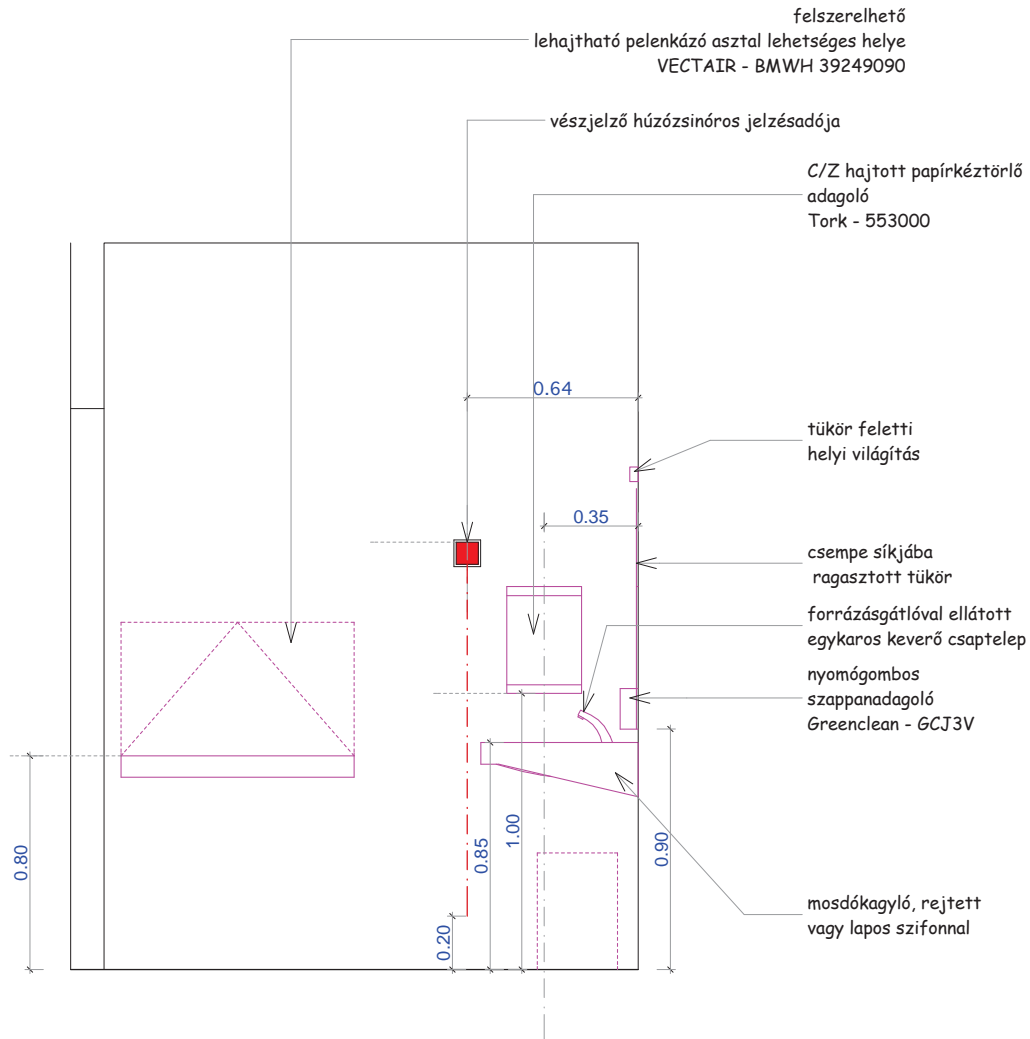 felszerelhető
lehajtható pelenkázó asztal lehetséges helye
VECTAIR - BMWH 39249090
vészjelző húzózsinóros jelzésadója
C/Z hajtott papírkéztörlő
adagoló
Tork - 553000
0.64
tükör feletti
helyi világítás
0.35
csempe síkjába
ragasztott tükör
forrázásgátlóval ellátott
egykaros keverő csaptelep
nyomógombos
szappanadagoló
Greenclean - GCJ3V
0.80
0.20
0.85
1.00
0.90
mosdókagyló, rejtett
vagy lapos szifonnal